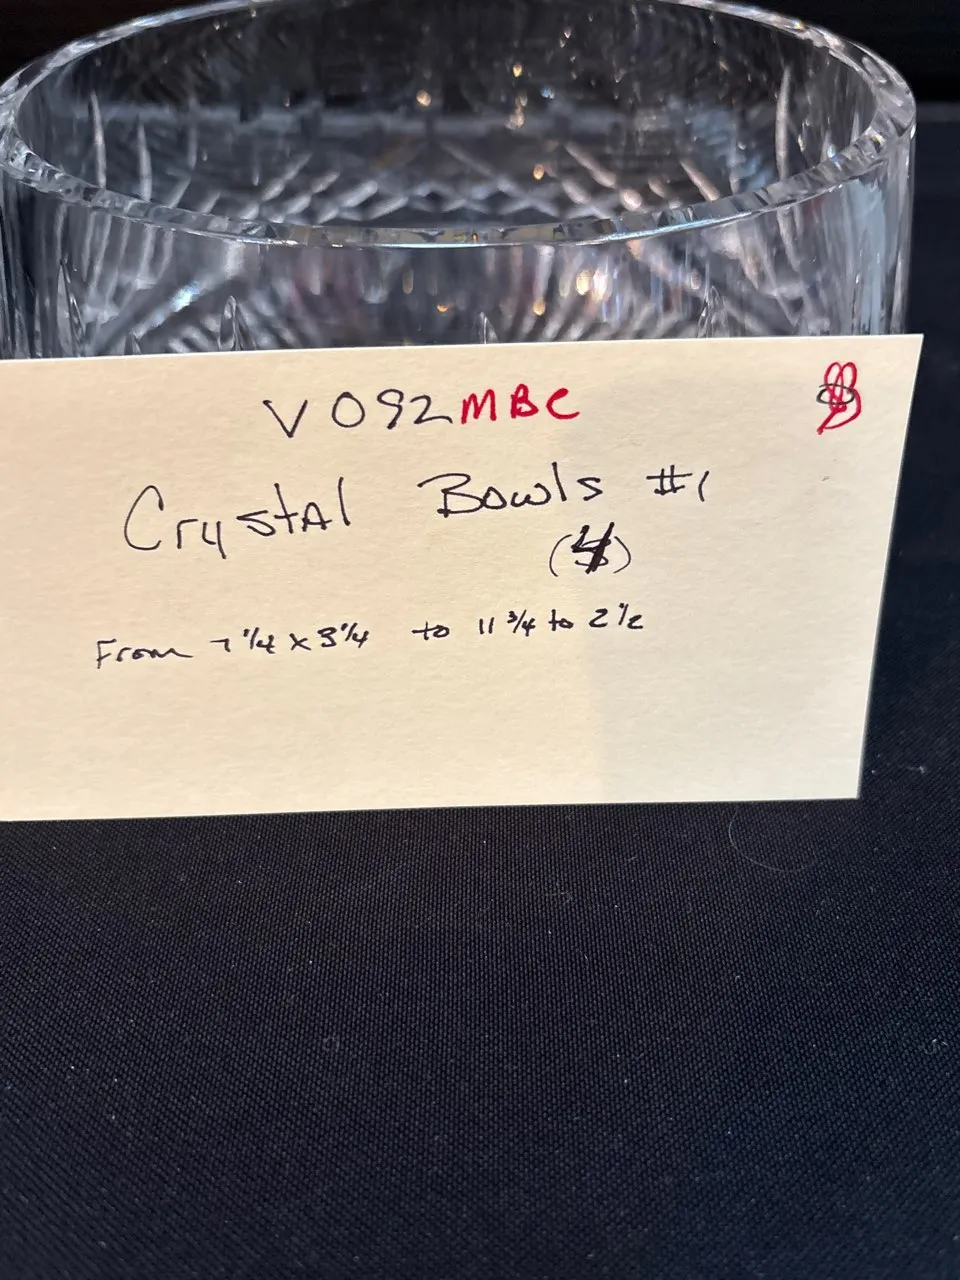 V092MBC
Crystal Bowls #1
(4)
From 7 1/4 x 3 1/4 to 11 3/4 to 2 1/2